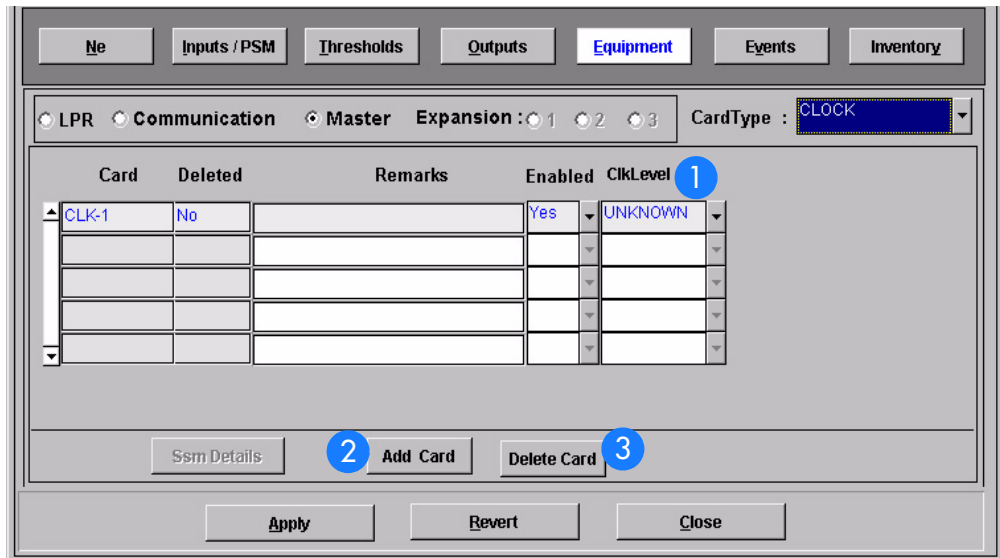 Ne Inputs / PSM Thresholds Outputs Equipment Events Inventory
LPR Communication Master Expansion : 1 2 3 CardType : CLOCK
Card Deleted Remarks Enabled ClkLevel 1
CLK-1 No Yes UNKNOWN
Ssm Details 2 Add Card Delete Card 3
Apply Revert Close